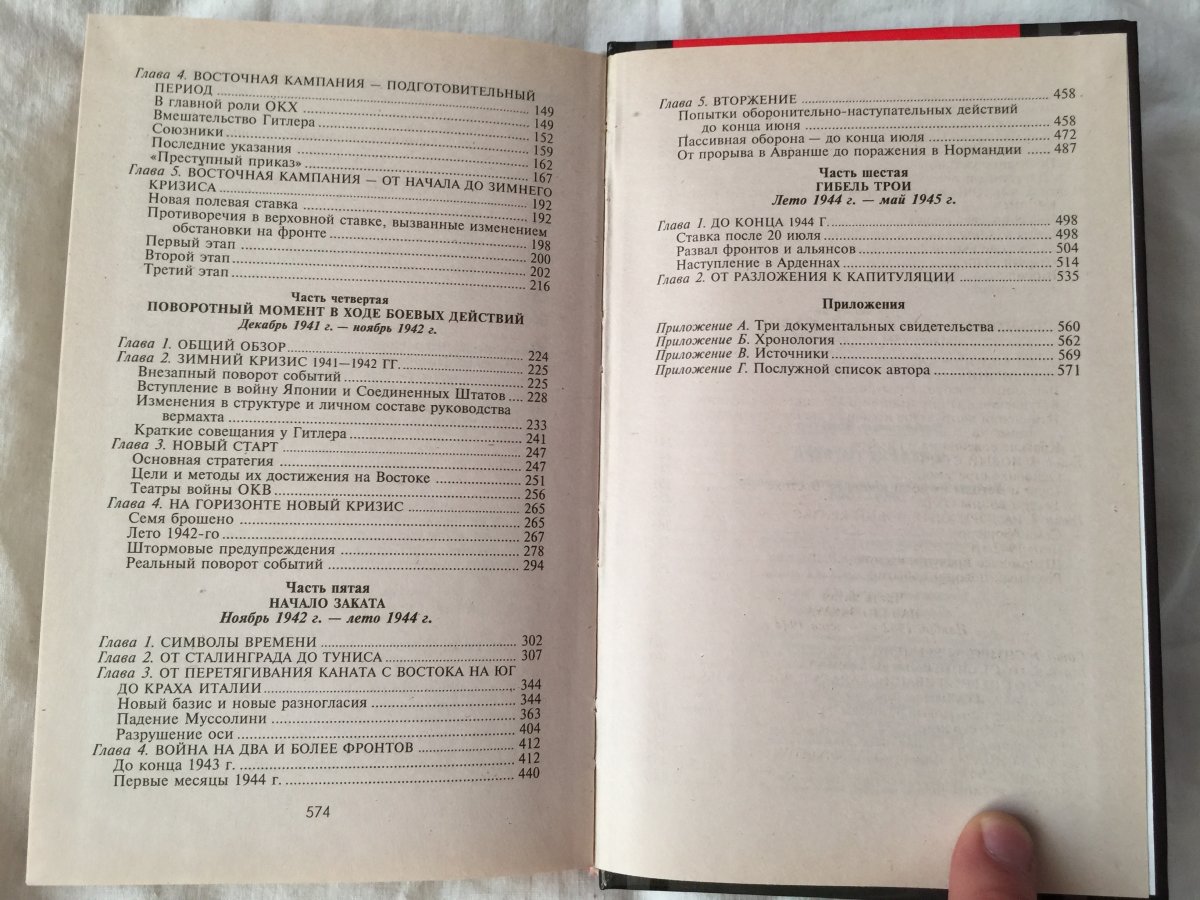 Глава 4. ВОСТОЧНАЯ КАМПАНИЯ — ПОДГОТОВИТЕЛЬНЫЙ
ПЕРИОД ... 149
В главной роли ОКХ ... 149
Вмешательство Гитлера ... 152
Союзники ... 159
Последние указания ... 162
«Преступный приказ» ... 167
Глава 5. ВОСТОЧНАЯ КАМПАНИЯ — ОТ НАЧАЛА ДО ЗИМНЕГО
КРИЗИСА ... 192
Новая полевая ставка ... 192
Противоречия в верховной ставке, вызванные изменением
обстановки на фронте ... 198
Первый этап ... 200
Второй этап ... 202
Третий этап ... 216
Часть четвертая
ПОВОРОТНЫЙ МОМЕНТ В ХОДЕ БОЕВЫХ ДЕЙСТВИЙ
Декабрь 1941 г. — ноябрь 1942 г.
Глава 1. ОБЩИЙ ОБЗОР ... 224
Глава 2. ЗИМНИЙ КРИЗИС 1941—1942 ГГ. ... 225
Внезапный поворот событий ... 225
Вступление в войну Японии и Соединенных Штатов ... 228
Изменения в структуре и личном составе руководства
вермахта ... 233
Краткие совещания у Гитлера ... 241
Глава 3. НОВЫЙ СТАРТ ... 247
Основная стратегия ... 247
Цели и методы их достижения на Востоке ... 251
Театры войны ОКВ ... 256
Глава 4. НА ГОРИЗОНТЕ НОВЫЙ КРИЗИС ... 265
Семя брошено ... 265
Лето 1942-го ... 267
Штормовые предупреждения ... 278
Реальный поворот событий ... 294
Часть пятая
НАЧАЛО ЗАКАТА
Ноябрь 1942 г. — лето 1944 г.
Глава 1. СИМВОЛЫ ВРЕМЕНИ ... 302
Глава 2. ОТ СТАЛИНГРАДА ДО ТУНИСА ... 307
Глава 3. ОТ ПЕРЕТЯГИВАНИЯ КАНАТА С ВОСТОКА НА ЮГ
ДО КРАХА ИТАЛИИ ... 344
Новый базис и новые разногласия ... 344
Падение Муссолини ... 363
Разрушение оси ... 404
Глава 4. ВОЙНА НА ДВА И БОЛЕЕ ФРОНТОВ ... 412
До конца 1943 г. ... 412
Первые месяцы 1944 г. ... 440
574
Глава 5. ВТОРЖЕНИЕ ... 458
Попытки оборонительно-наступательных действий
до конца июня ... 458
Пассивная оборона — до конца июля ... 472
От прорыва в Авранше до поражения в Нормандии ... 487
Часть шестая
ГИБЕЛЬ ТРОИ
Лето 1944 г. — май 1945 г.
Глава 1. ДО КОНЦА 1944 Г. ... 498
Ставка после 20 июля ... 498
Развал фронтов и альянсов ... 504
Наступление в Арденнах ... 514
Глава 2. ОТ РАЗЛОЖЕНИЯ К КАПИТУЛЯЦИИ ... 535
Приложения
Приложение А. Три документальных свидетельства ... 560
Приложение Б. Хронология ... 562
Приложение В. Источники ... 569
Приложение Г. Послужной список автора ... 571